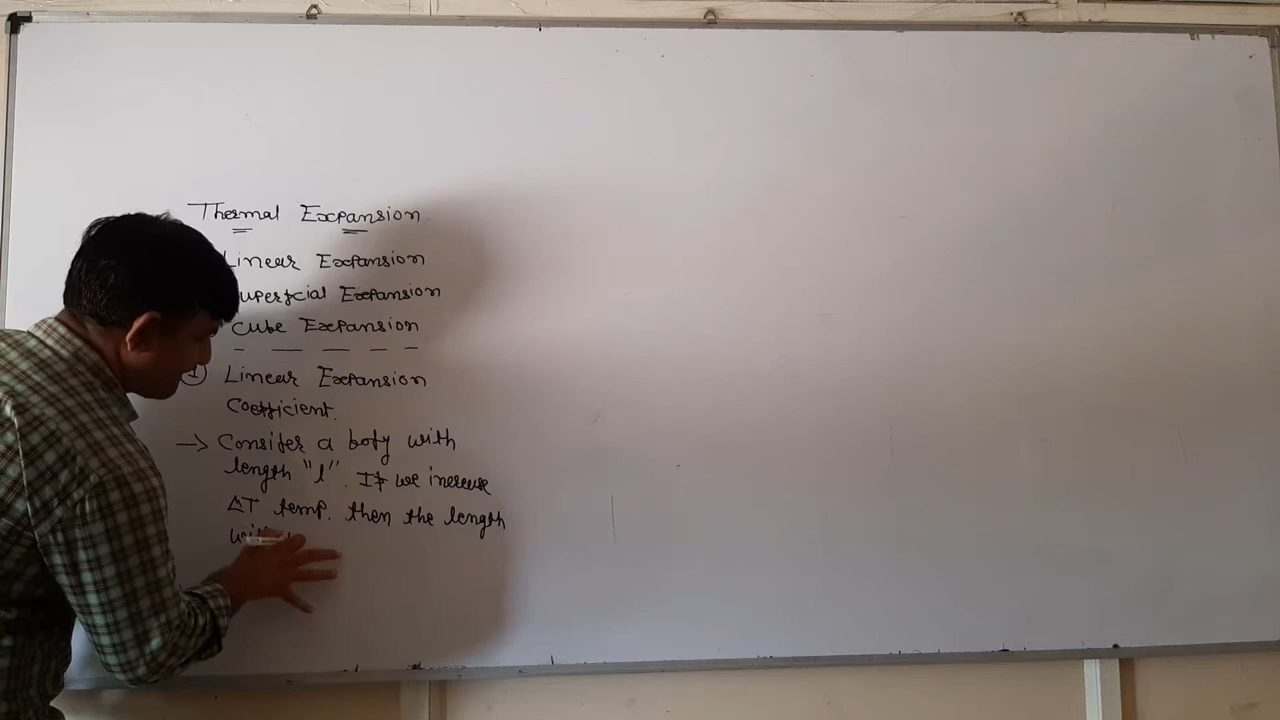 Thermal Expansion
Linear Expansion
uperfcial Expansion
Cube Expansion
1 Linear Expansion
Coefficient.
→ Consider a body with
length "l". If we increase
ΔT temp. then the length